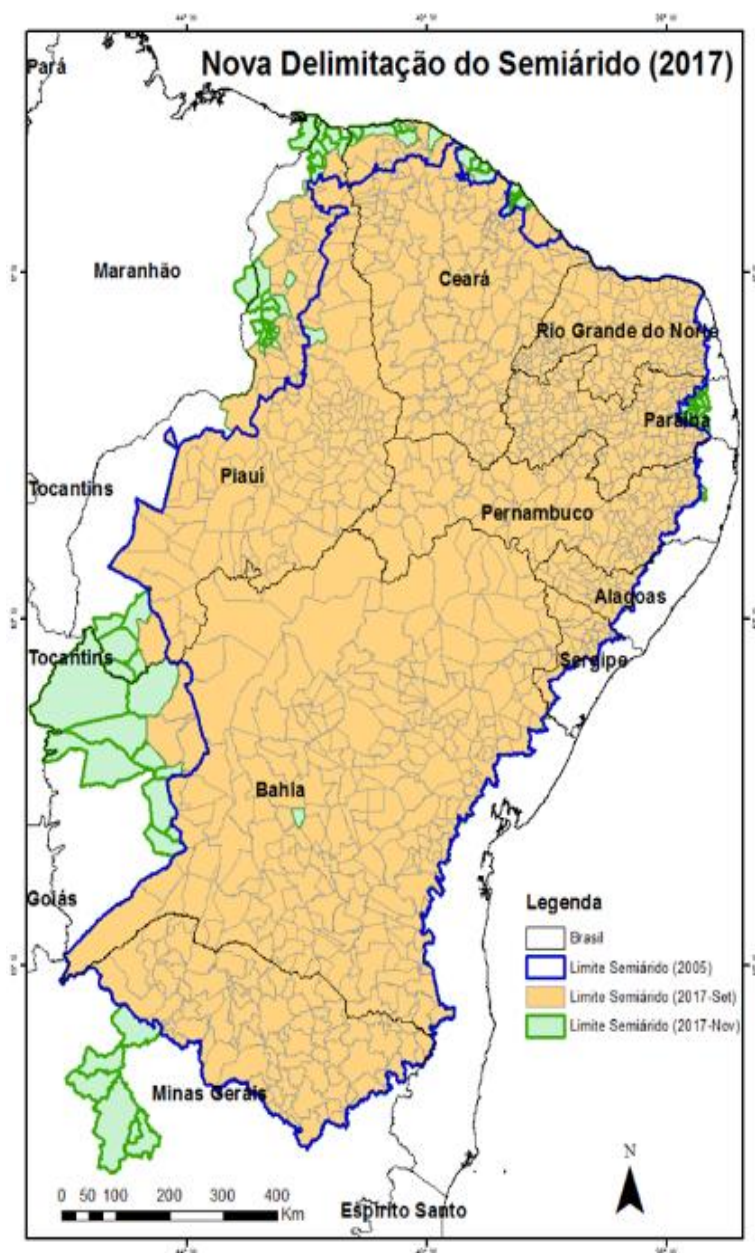 Nova Delimitação do Semiárido (2017)
Pará
Maranhão
Ceará
Rio Grande do Norte
Paraíba
Tocantins
Piauí
Pernambuco
Alagoas
Tocantins
Sergipe
Bahia
Goiás
Legenda
Brasil
Limite Semiárido (2005)
Limite Semiárido (2017-Set)
Limite Semiárido (2017-Nov)
Minas Gerais
N
0 50 100 200 300 400
Km
Espírito Santo